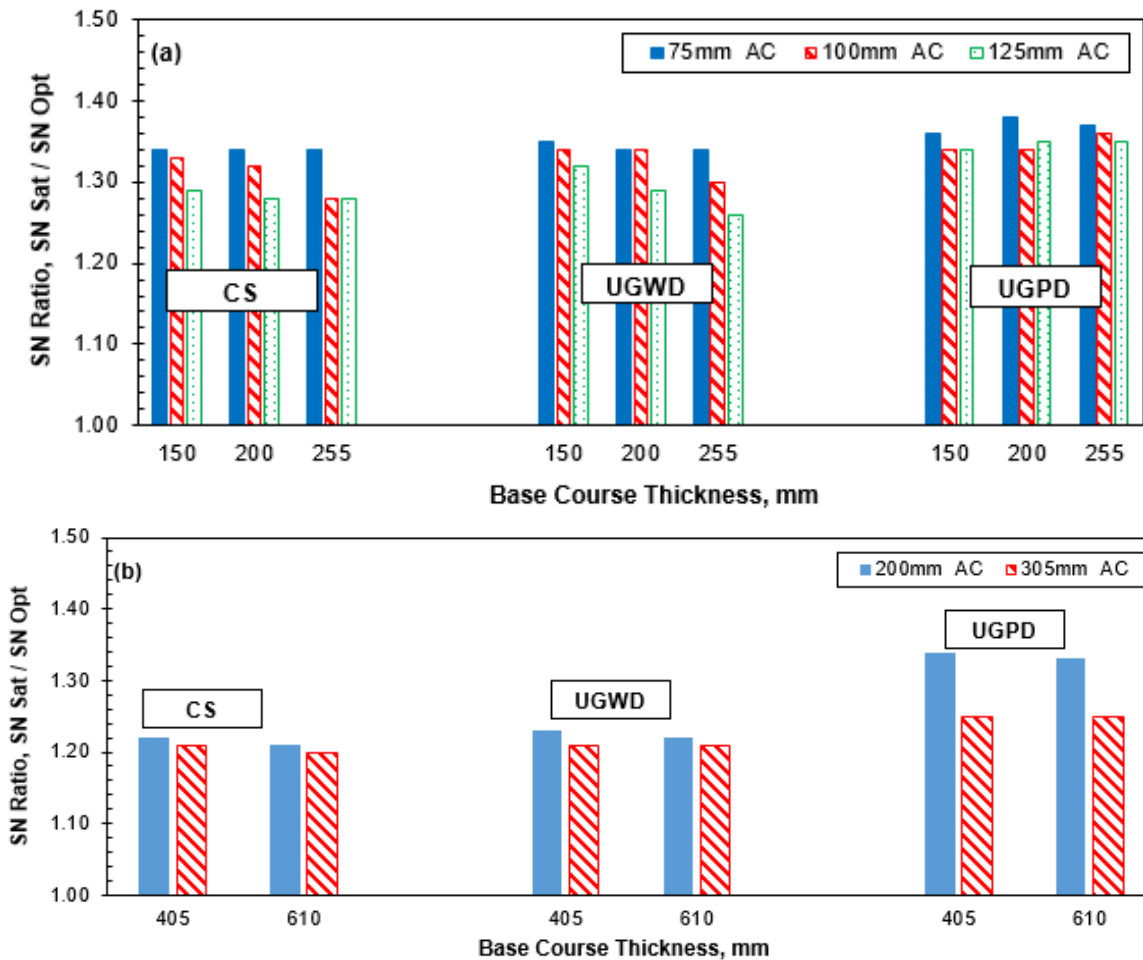 (a)
75mm AC 100mm AC 125mm AC
SN Ratio, SN Sat / SN Opt
1.50
1.40
1.30
1.20
1.10
1.00
CS
UGWD
UGPD
150 200 255 150 200 255 150 200 255
Base Course Thickness, mm
(b)
200mm AC 305mm AC
SN Ratio, SN Sat / SN Opt
1.50
1.40
1.30
1.20
1.10
1.00
CS
UGWD
UGPD
405 610 405 610 405 610
Base Course Thickness, mm